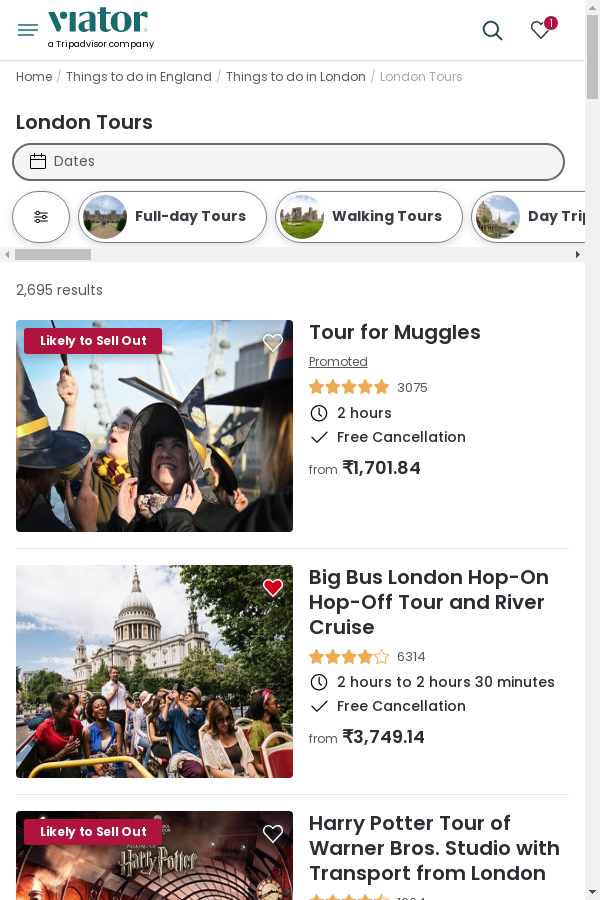 viator
a Tripadvisor company
1
Home / Things to do in England / Things to do in London / London Tours
London Tours
Dates
Full-day Tours
Walking Tours
Day Trip
2,695 results
Likely to Sell Out
Tour for Muggles
Promoted
3075
2 hours
Free Cancellation
from ₹1,701.84
Big Bus London Hop-On
Hop-Off Tour and River
Cruise
6314
2 hours to 2 hours 30 minutes
Free Cancellation
from ₹3,749.14
Likely to Sell Out
Harry Potter
Harry Potter Tour of
Warner Bros. Studio with
Transport from London